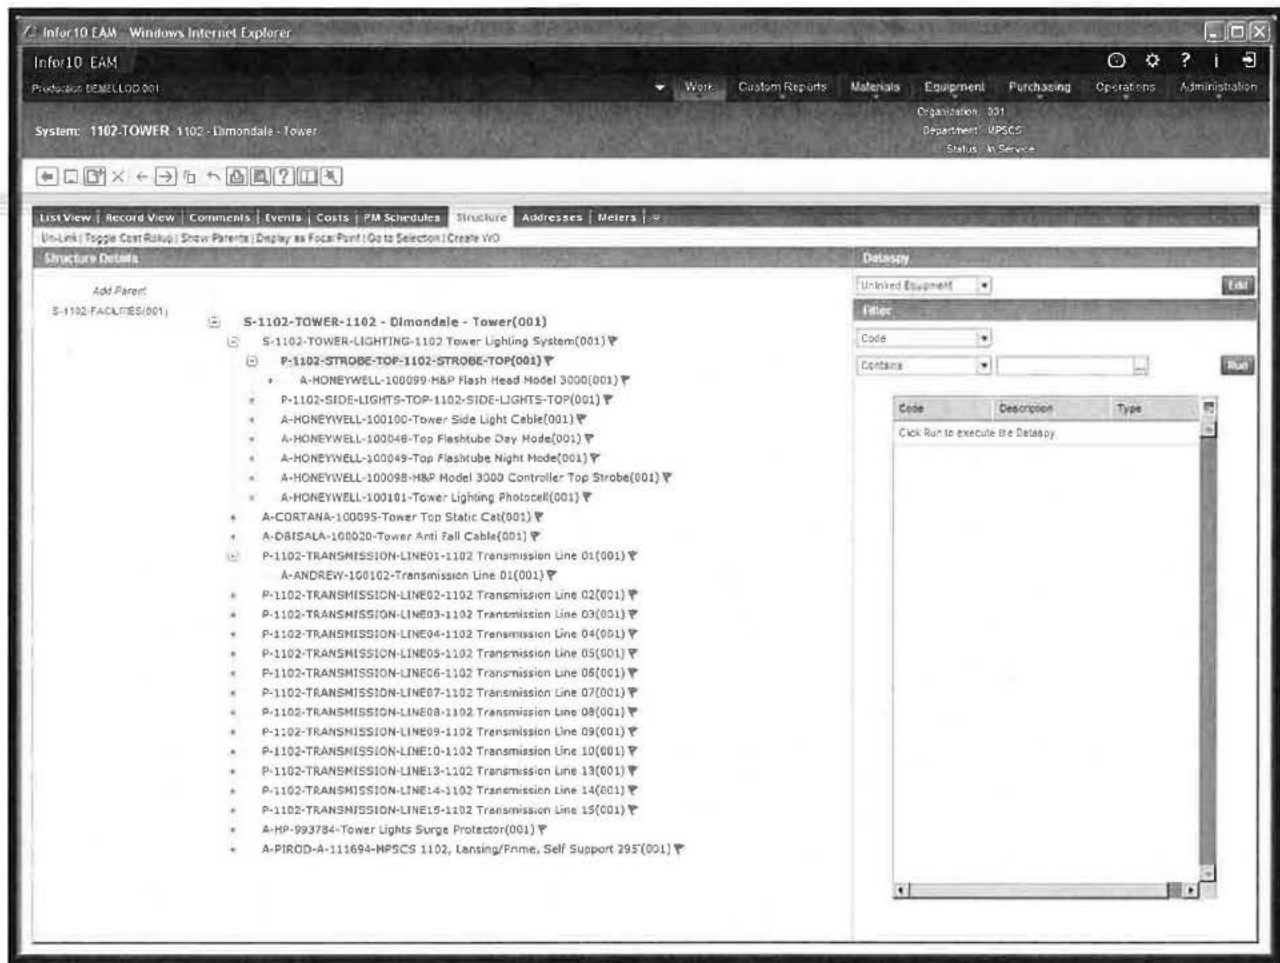 Infor10 EAM - Windows Internet Explorer
Infor10 EAM
? i
Production DEMELLOD.001
Work Custom Reports Materials Equipment Purchasing Operations Administration
Organization: 001
System: 1102-TOWER 1102 - Dimondale - Tower
Department: MPSCS
Status: In Service
List View | Record View | Comments | Events | Costs | PM Schedules Structure Addresses | Meters |
Un-Link | Toggle Cost Rollup | Show Parents | Display as Focal Point | Go to Selection | Create WO
Structure Details
Dataspy
Add Parent
Unlinked Equipment
Edit
S-1102-FACILITIES(001)
Filter
S-1102-TOWER-1102 - Dimondale - Tower(001)
S-1102-TOWER-LIGHTING-1102 Tower Lighting System(001)
Code
P-1102-STROBE-TOP-1102-STROBE-TOP(001)
Contains ... Run
A-HONEYWELL-100099-H&P Flash Head Model 3000(001)
P-1102-SIDE-LIGHTS-TOP-1102-SIDE-LIGHTS-TOP(001)
Code Description Type
A-HONEYWELL-100100-Tower Side Light Cable(001)
Click Run to execute the Dataspy
A-HONEYWELL-100048-Top Flashtube Day Mode(001)
A-HONEYWELL-100049-Top Flashtube Night Mode(001)
A-HONEYWELL-100098-H&P Model 3000 Controller Top Strobe(001)
A-HONEYWELL-100101-Tower Lighting Photocell(001)
A-CORTANA-100095-Tower Top Static Cat(001)
A-DBISALA-100020-Tower Anti Fall Cable(001)
P-1102-TRANSMISSION-LINE01-1102 Transmission Line 01(001)
A-ANDREW-100102-Transmission Line 01(001)
P-1102-TRANSMISSION-LINE02-1102 Transmission Line 02(001)
P-1102-TRANSMISSION-LINE03-1102 Transmission Line 03(001)
P-1102-TRANSMISSION-LINE04-1102 Transmission Line 04(001)
P-1102-TRANSMISSION-LINE05-1102 Transmission Line 05(001)
P-1102-TRANSMISSION-LINE06-1102 Transmission Line 06(001)
P-1102-TRANSMISSION-LINE07-1102 Transmission Line 07(001)
P-1102-TRANSMISSION-LINE08-1102 Transmission Line 08(001)
P-1102-TRANSMISSION-LINE09-1102 Transmission Line 09(001)
P-1102-TRANSMISSION-LINE10-1102 Transmission Line 10(001)
P-1102-TRANSMISSION-LINE13-1102 Transmission Line 13(001)
P-1102-TRANSMISSION-LINE14-1102 Transmission Line 14(001)
P-1102-TRANSMISSION-LINE15-1102 Transmission Line 15(001)
A-HP-993784-Tower Lights Surge Protector(001)
A-PIROD-A-111694-MPSCS 1102, Lansing/Prime, Self Support 295'(001)